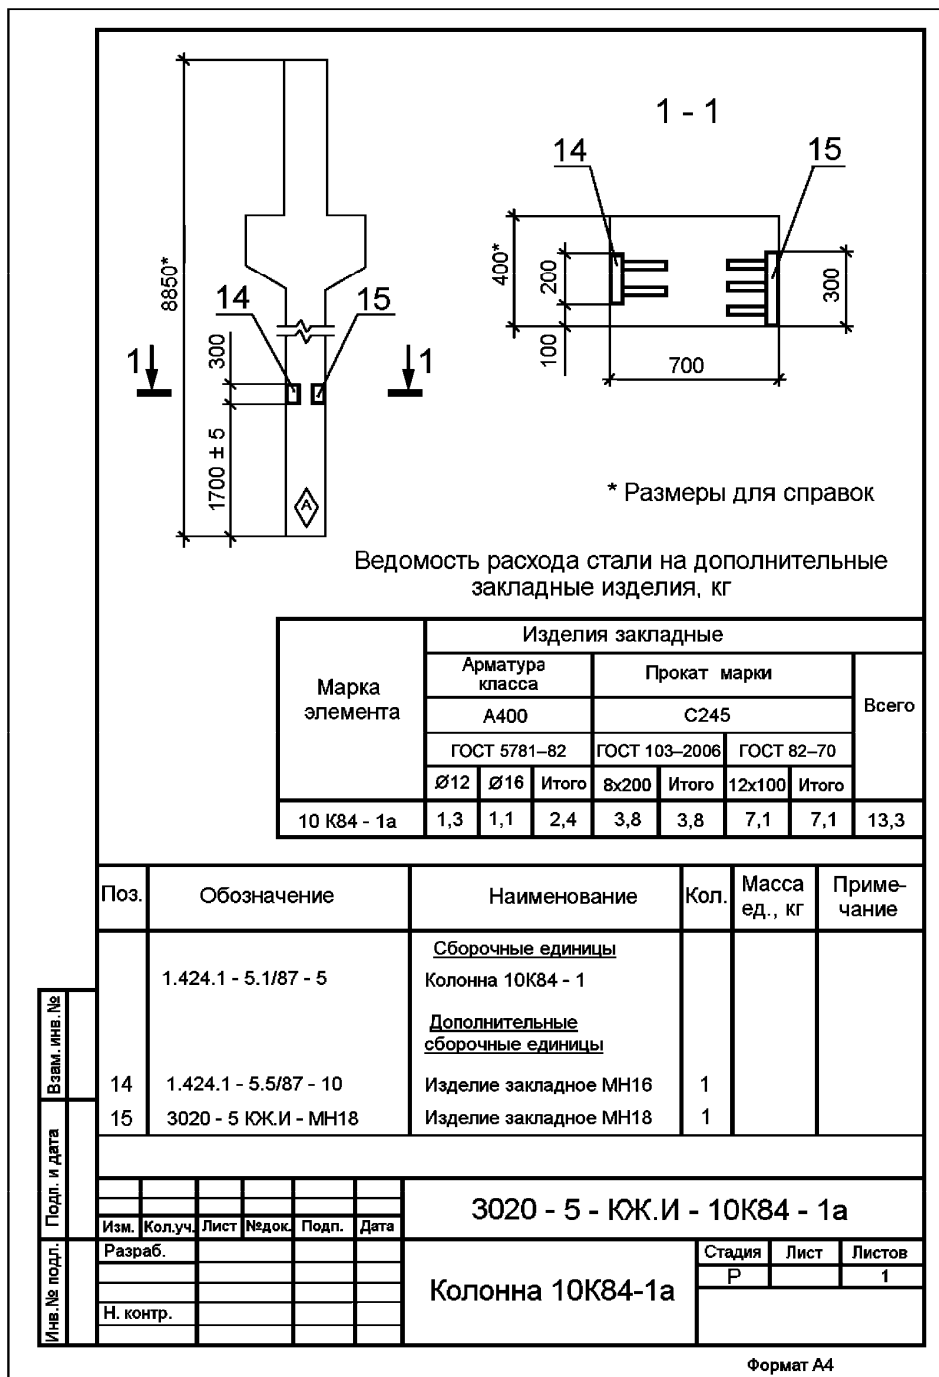 1 - 1
14
15
8850*
300
1700 ± 5
14
15
1
1
А
400*
200
100
700
300
* Размеры для справок
Ведомость расхода стали на дополнительные
закладные изделия, кг
Марка
элемента
Изделия закладные
Арматура
класса
Прокат марки
Всего
А400
С245
ГОСТ 5781–82
ГОСТ 103–2006
ГОСТ 82–70
Ø12
Ø16
Итого
8х200
Итого
12х100
Итого
10 К84 - 1а
1,3
1,1
2,4
3,8
3,8
7,1
7,1
13,3
Поз.
Обозначение
Наименование
Кол.
Масса
ед., кг
Приме-
чание
Сборочные единицы
1.424.1 - 5.1/87 - 5
Колонна 10К84 - 1
Дополнительные
сборочные единицы
14
1.424.1 - 5.5/87 - 10
Изделие закладное МН16
1
15
3020 - 5 КЖ.И - МН18
Изделие закладное МН18
1
Взам. инв.№
Подп. и дата
Инв.№ подл.
Изм.
Кол.уч.
Лист
№док.
Подп.
Дата
3020 - 5 - КЖ.И - 10К84 - 1а
Разраб.
Н. контр.
Колонна 10К84-1а
Стадия
Лист
Листов
Р
1
Формат А4